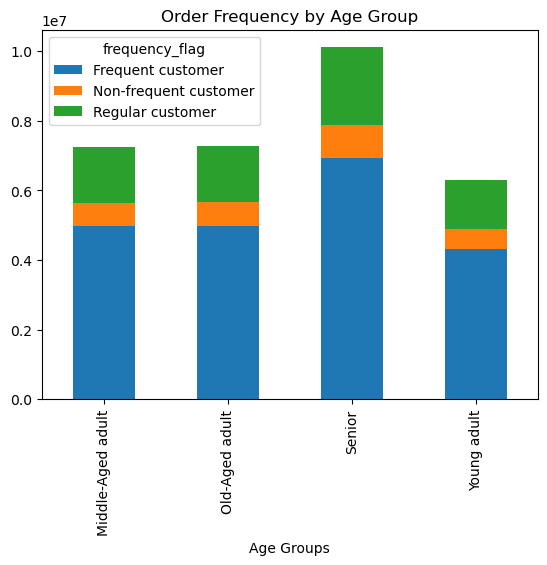 Order Frequency by Age Group
1e7
frequency_flag
Frequent customer
Non-frequent customer
Regular customer
1.0
0.8
0.6
0.4
0.2
0.0
Middle-Aged adult
Old-Aged adult
Senior
Young adult
Age Groups